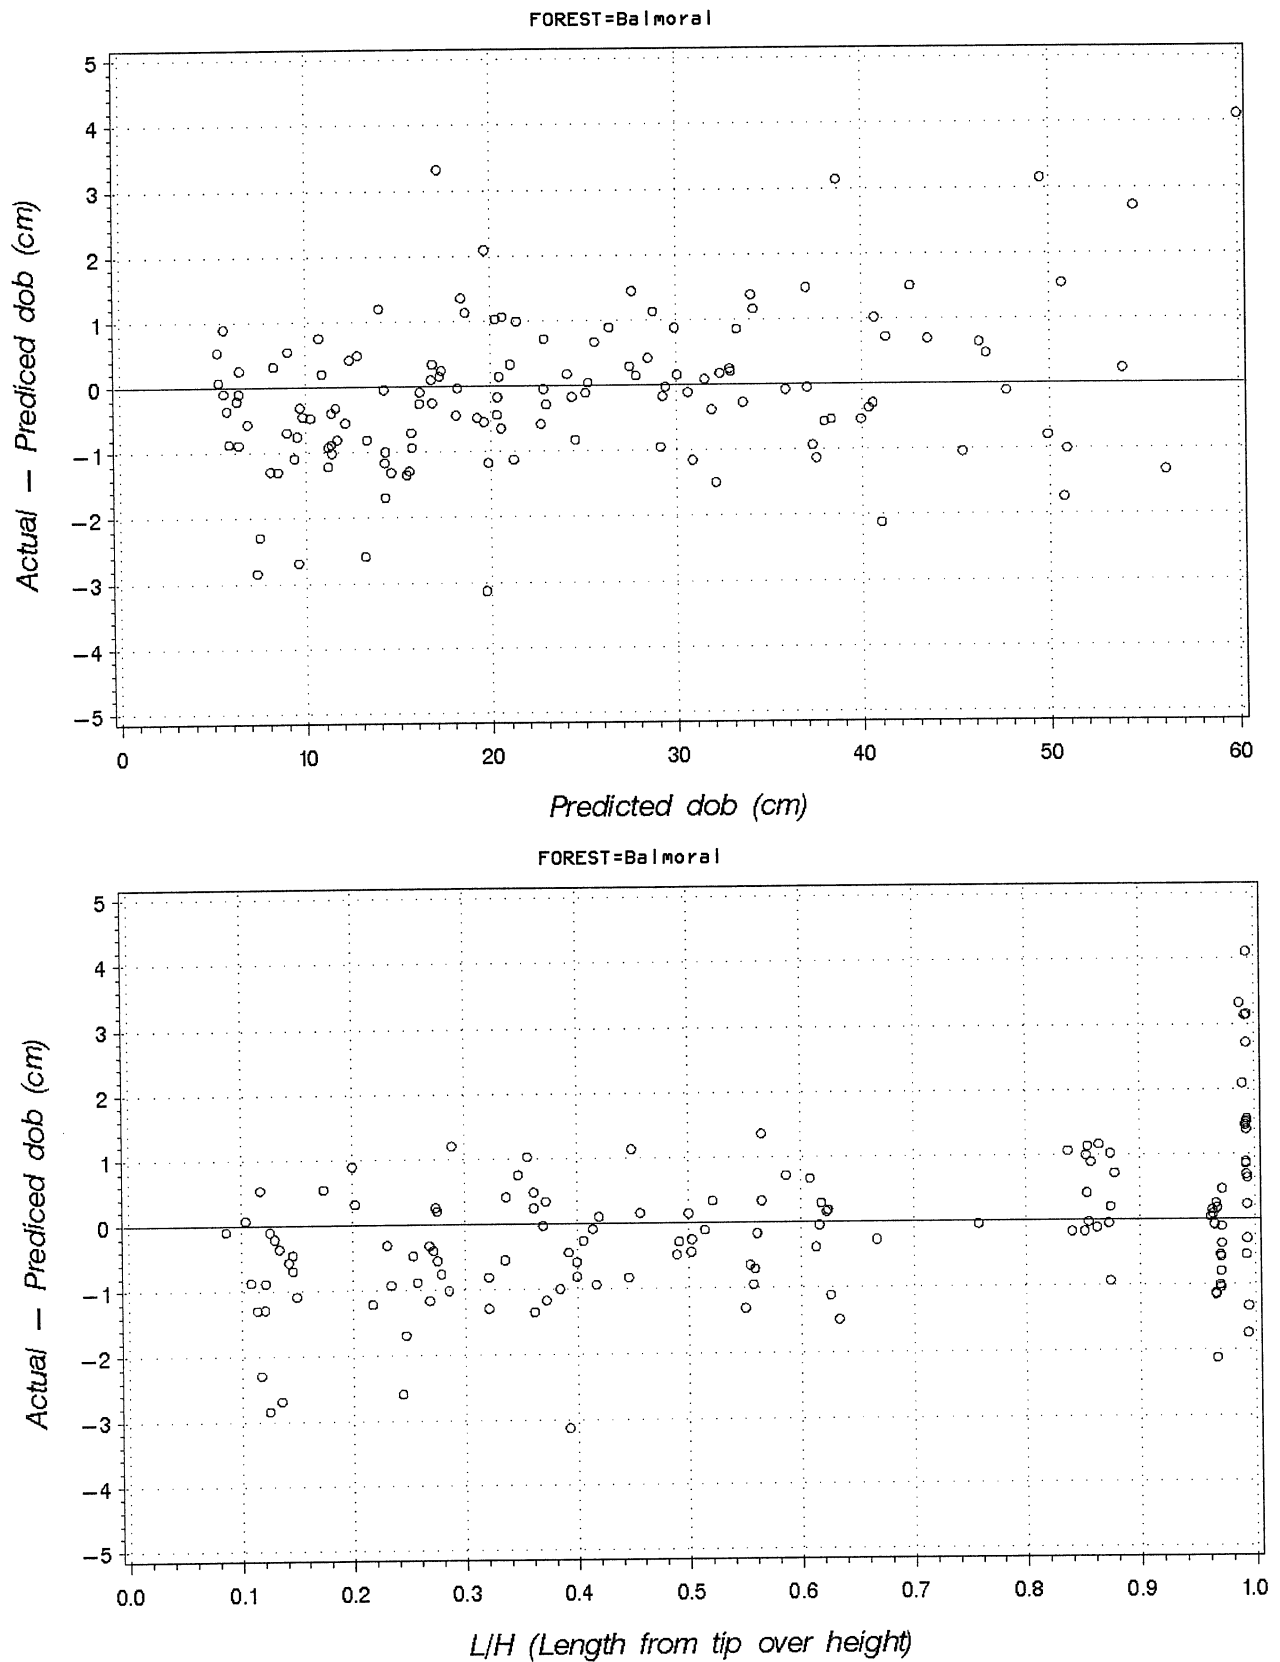 FOREST=Balmoral
5
4
3
2
1
0
−1
−2
−3
−4
−5
Actual − Prediced dob (cm)
0 10 20 30 40 50 60
Predicted dob (cm)
FOREST=Balmoral
5
4
3
2
1
0
−1
−2
−3
−4
−5
Actual − Prediced dob (cm)
0.0 0.1 0.2 0.3 0.4 0.5 0.6 0.7 0.8 0.9 1.0
L/H (Length from tip over height)